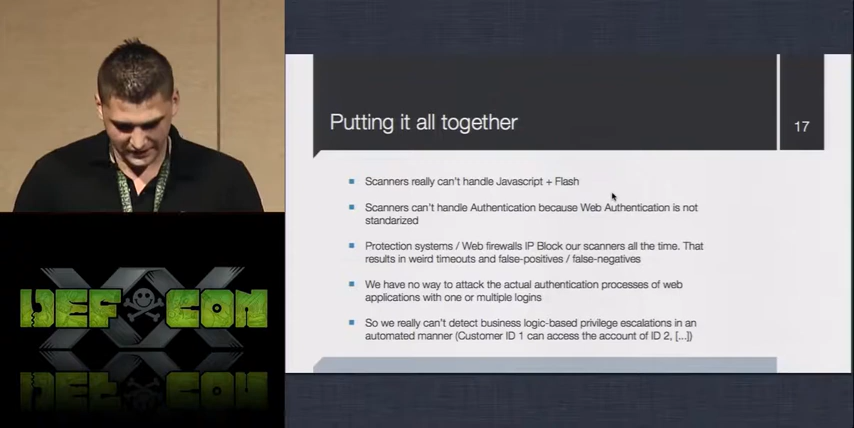 Putting it all together
17
Scanners really can't handle Javascript + Flash
Scanners can't handle Authentication because Web Authentication is not
standarized
Protection systems / Web firewalls IP Block our scanners all the time. That
results in weird timeouts and false-positives / false-negatives
We have no way to attack the actual authentication processes of web
applications with one or multiple logins
So we really can't detect business logic-based privilege escalations in an
automated manner (Customer ID 1 can access the account of ID 2, [...])
XX
DEF CON